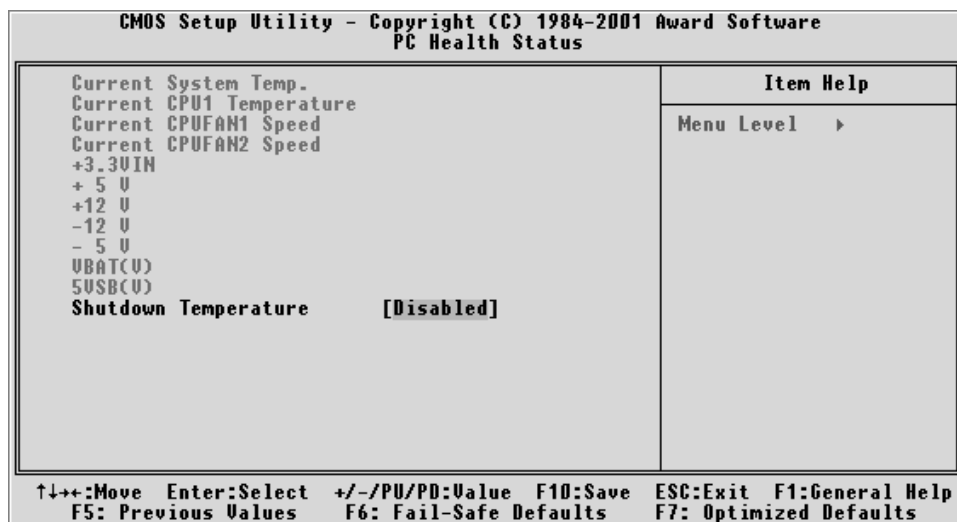 CMOS Setup Utility - Copyright (C) 1984-2001 Award Software
PC Health Status
Current System Temp.
Current CPU1 Temperature
Current CPUFAN1 Speed
Current CPUFAN2 Speed
+3.3VIN
+ 5 V
+12 V
-12 V
- 5 V
VBAT(V)
5VSB(V)
Shutdown Temperature [Disabled]
Item Help
Menu Level ▸
↑↓→←:Move Enter:Select +/-/PU/PD:Value F10:Save ESC:Exit F1:General Help
F5: Previous Values F6: Fail-Safe Defaults F7: Optimized Defaults